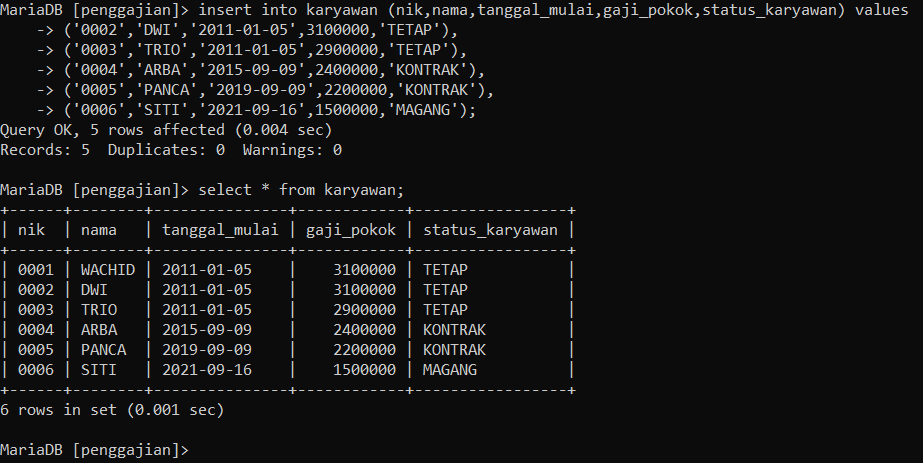 MariaDB [penggajian]> insert into karyawan (nik,nama,tanggal_mulai,gaji_pokok,status_karyawan) values
    -> ('0002','DWI','2011-01-05',3100000,'TETAP'),
    -> ('0003','TRIO','2011-01-05',2900000,'TETAP'),
    -> ('0004','ARBA','2015-09-09',2400000,'KONTRAK'),
    -> ('0005','PANCA','2019-09-09',2200000,'KONTRAK'),
    -> ('0006','SITI','2021-09-16',1500000,'MAGANG');
Query OK, 5 rows affected (0.004 sec)
Records: 5  Duplicates: 0  Warnings: 0

MariaDB [penggajian]> select * from karyawan;
+------+--------+---------------+------------+-----------------+
| nik  | nama   | tanggal_mulai | gaji_pokok | status_karyawan |
+------+--------+---------------+------------+-----------------+
| 0001 | WACHID | 2011-01-05    |    3100000 | TETAP           |
| 0002 | DWI    | 2011-01-05    |    3100000 | TETAP           |
| 0003 | TRIO   | 2011-01-05    |    2900000 | TETAP           |
| 0004 | ARBA   | 2015-09-09    |    2400000 | KONTRAK         |
| 0005 | PANCA  | 2019-09-09    |    2200000 | KONTRAK         |
| 0006 | SITI   | 2021-09-16    |    1500000 | MAGANG          |
+------+--------+---------------+------------+-----------------+
6 rows in set (0.001 sec)

MariaDB [penggajian]>